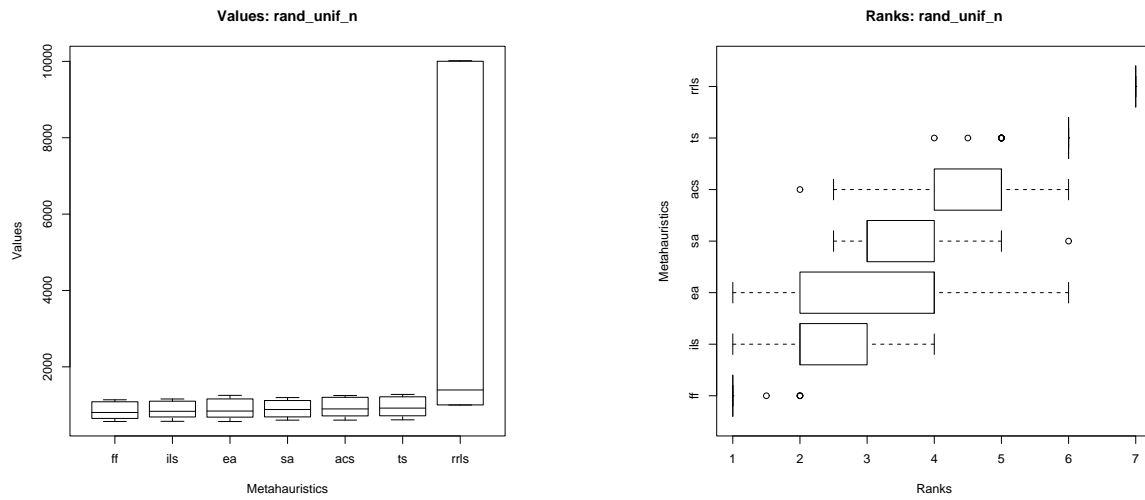 Values: rand_unif_n
Values
10000
8000
6000
4000
2000
ff ils ea sa acs ts rrls
Metahauristics
Ranks: rand_unif_n
Metahauristics
rrls
ts
acs
sa
ea
ils
ff
1 2 3 4 5 6 7
Ranks